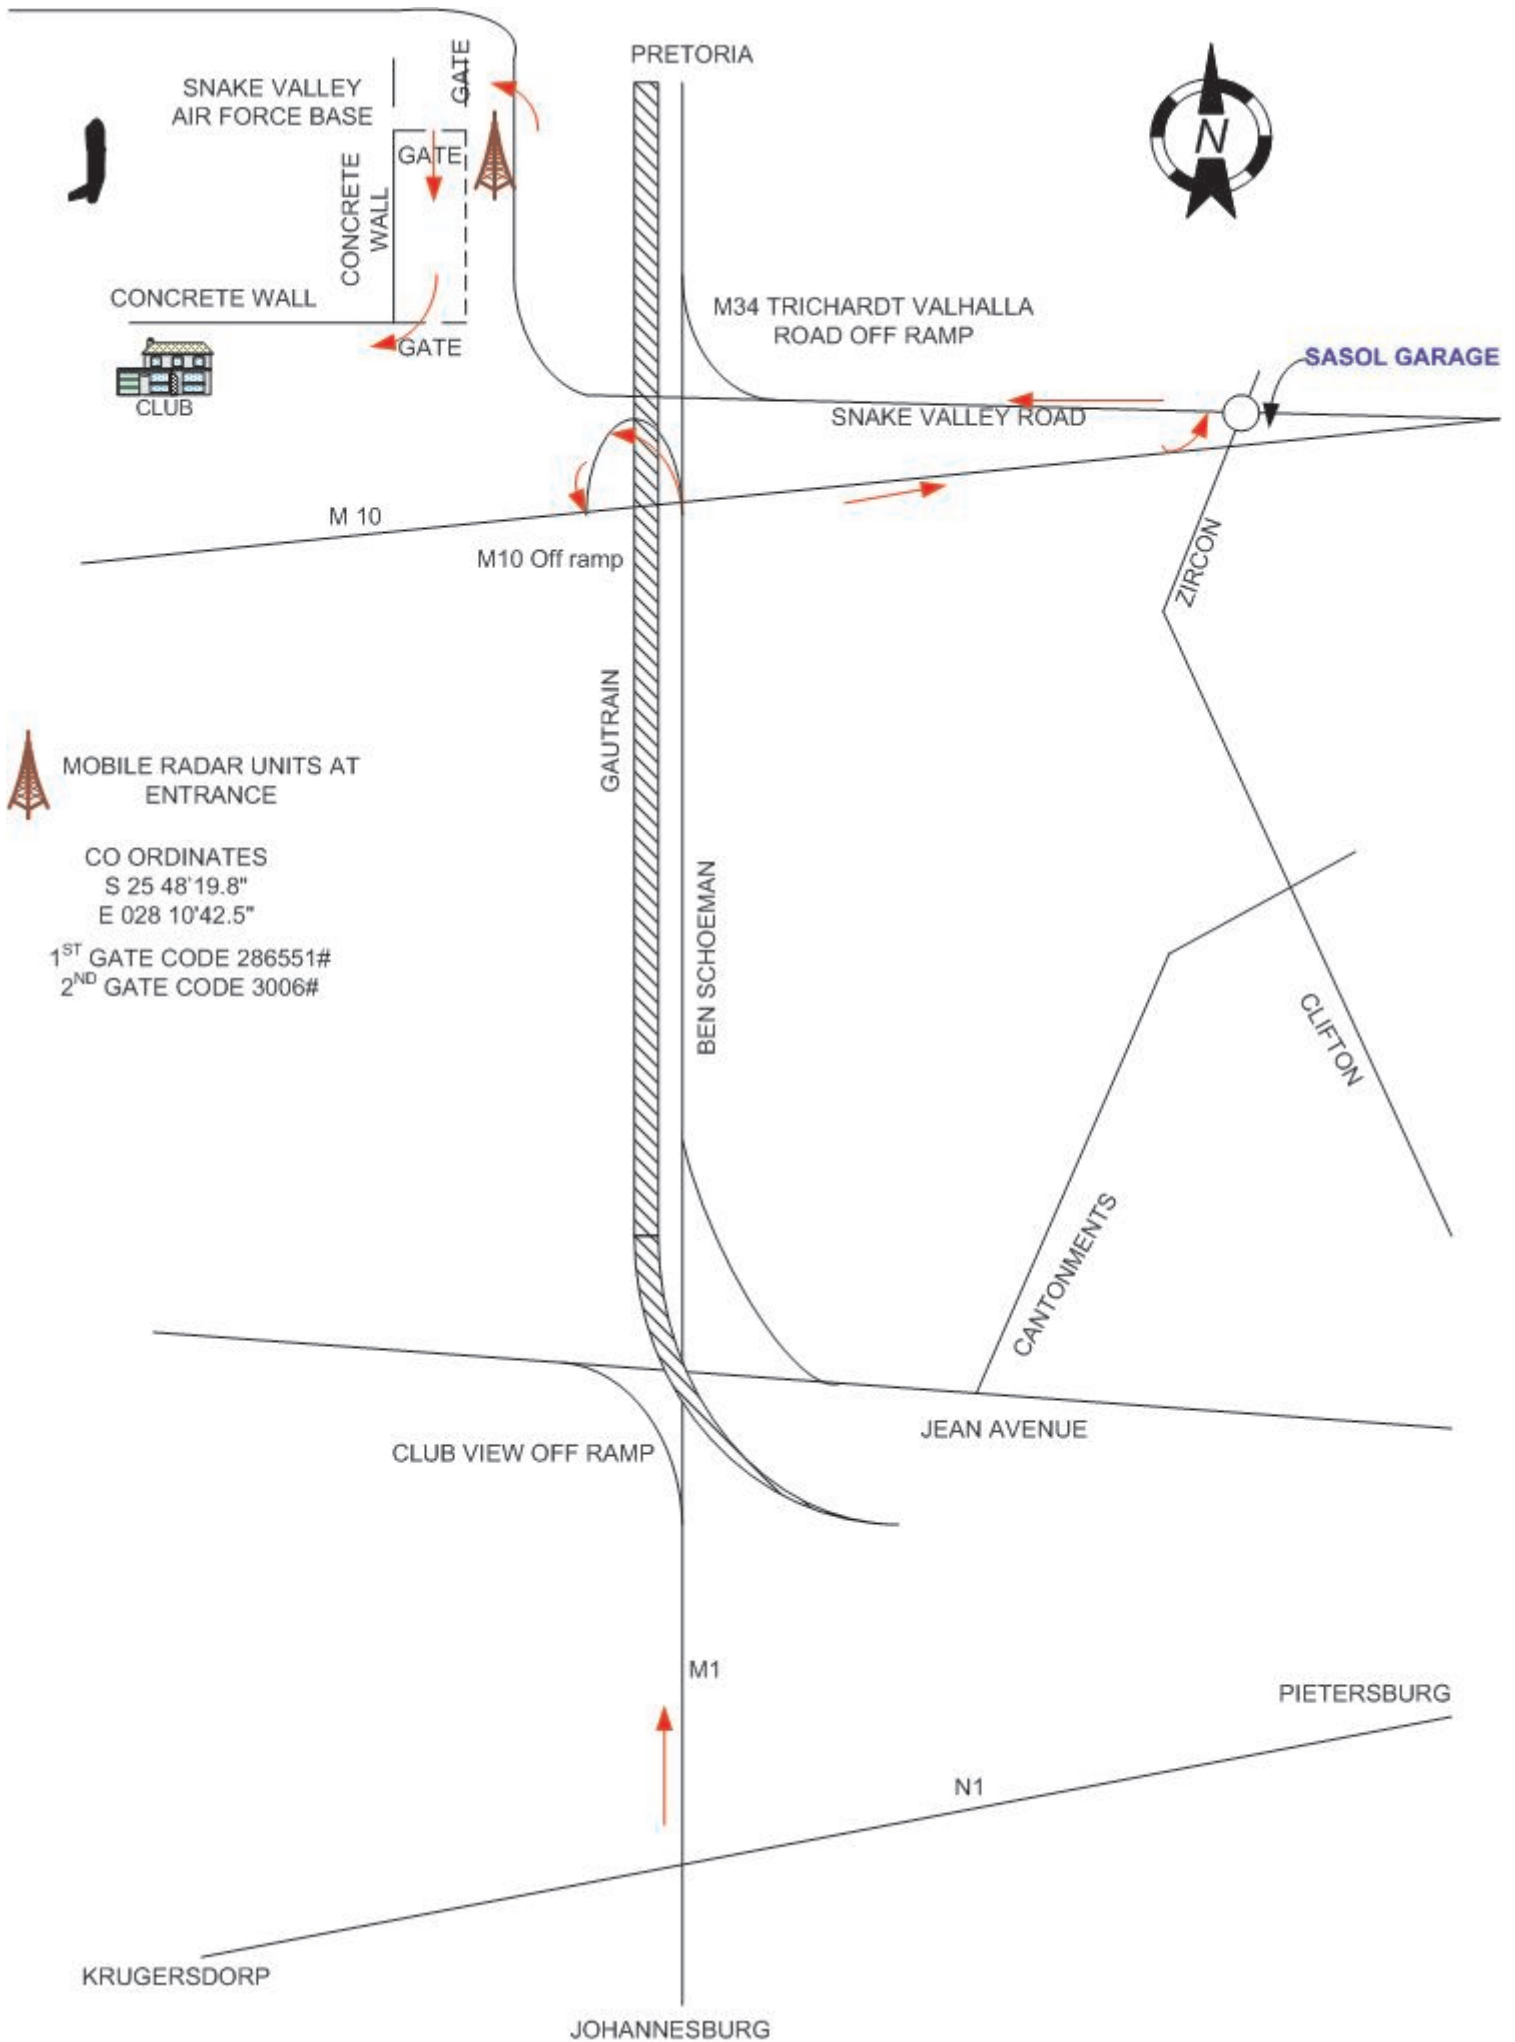 PRETORIA
GATE
SNAKE VALLEY
AIR FORCE BASE
N
GATE
CONCRETE
WALL
CONCRETE WALL
GATE
CLUB
M34 TRICHARDT VALHALLA
ROAD OFF RAMP
SASOL GARAGE
SNAKE VALLEY ROAD
M 10
M10 Off ramp
ZIRCON
GAUTRAIN
MOBILE RADAR UNITS AT
ENTRANCE
CO ORDINATES
S 25 48'19.8"
E 028 10'42.5"
1ST GATE CODE 286551#
2ND GATE CODE 3006#
BEN SCHOEMAN
CLIFTON
CANTONMENTS
JEAN AVENUE
CLUB VIEW OFF RAMP
M1
PIETERSBURG
N1
KRUGERSDORP
JOHANNESBURG